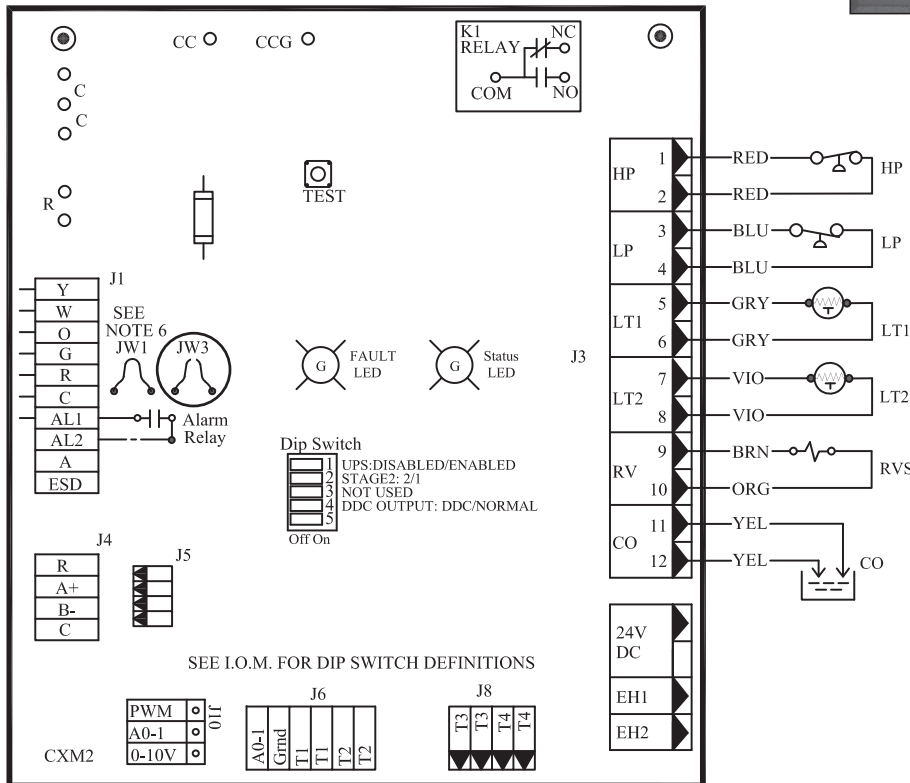 CC
CCG
K1
RELAY
NC
COM
NO
C
C
R
TEST
HP
1
RED
HP
2
RED
LP
3
BLU
LP
4
BLU
LT1
5
GRY
LT1
6
GRY
LT2
7
VIO
LT2
8
VIO
RV
9
BRN
RVS
10
ORG
CO
11
YEL
CO
12
YEL
J3
J1
Y
W
O
G
R
C
AL1
AL2
A
ESD
SEE
NOTE 6
JW1
JW3
Alarm
Relay
G
FAULT
LED
G
Status
LED
Dip Switch
1 UPS:DISABLED/ENABLED
2 STAGE2: 2/1
3 NOT USED
4 DDC OUTPUT: DDC/NORMAL
5
Off On
J4
R
A+
B-
C
J5
24V
DC
EH1
EH2
SEE I.O.M. FOR DIP SWITCH DEFINITIONS
CXM2
PWM
A0-1
0-10V
J10
J6
A0-1
Grnd
T1
T1
T2
T2
J8
T3
T3
T4
T4